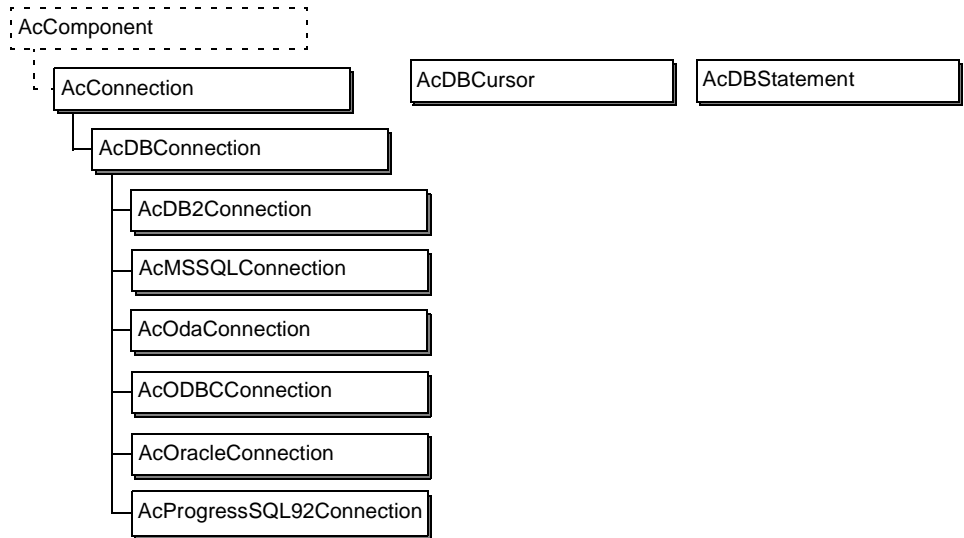 AcComponent
AcConnection
AcDBCursor
AcDBStatement
AcDBConnection
AcDB2Connection
AcMSSQLConnection
AcOdaConnection
AcODBCConnection
AcOracleConnection
AcProgressSQL92Connection